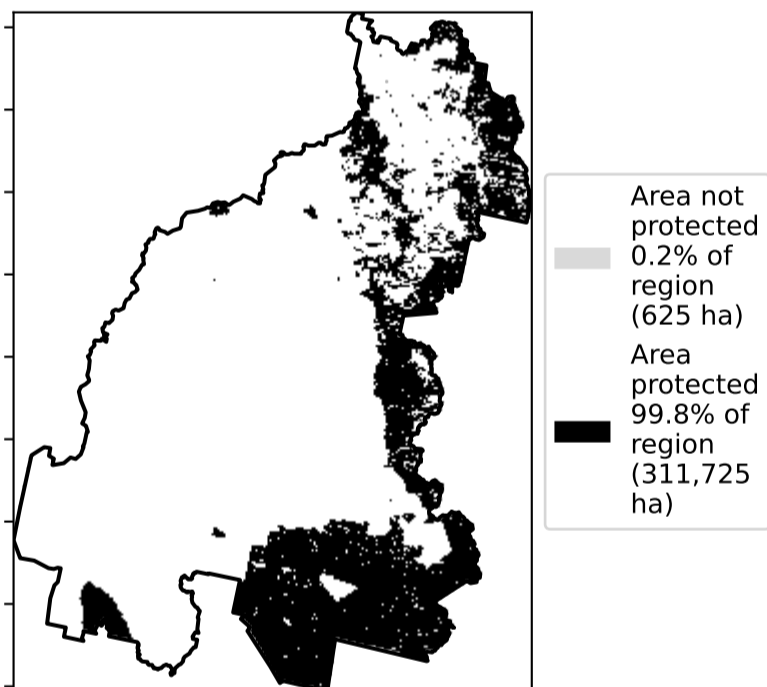 Area not
protected
0.2% of
region
(625 ha)
Area
protected
99.8% of
region
(311,725
ha)